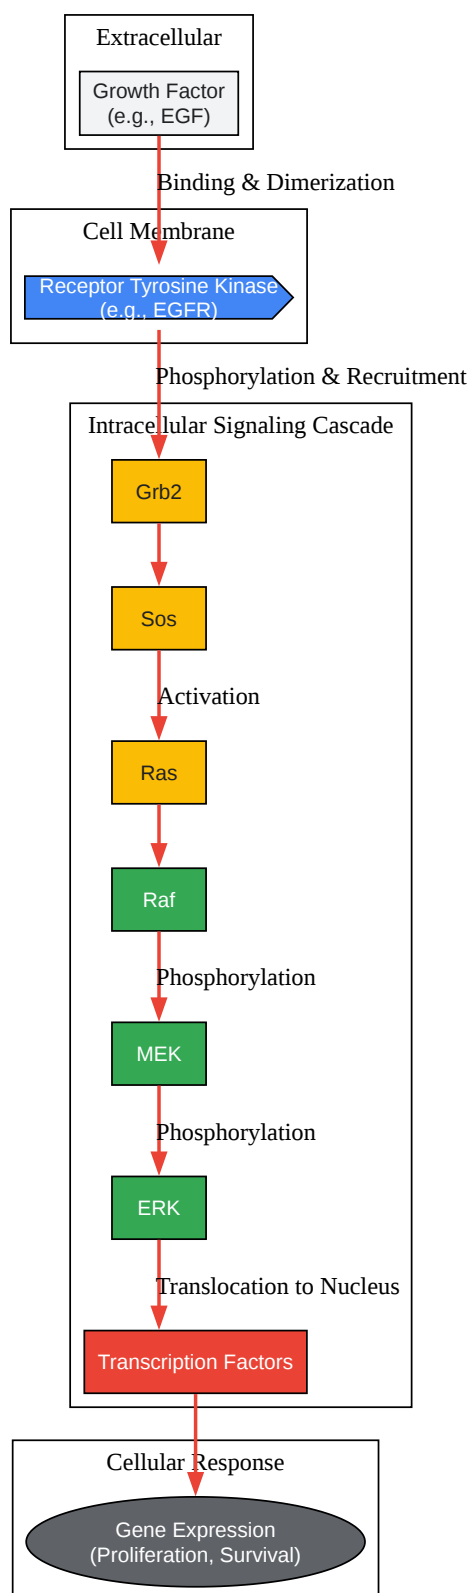 Extracellular
Growth Factor
(e.g., EGF)
Binding & Dimerization
Cell Membrane
Receptor Tyrosine Kinase
(e.g., EGFR)
Phosphorylation & Recruitment
Intracellular Signaling Cascade
Grb2
Sos
Activation
Ras
Raf
Phosphorylation
MEK
Phosphorylation
ERK
Translocation to Nucleus
Transcription Factors
Cellular Response
Gene Expression
(Proliferation, Survival)